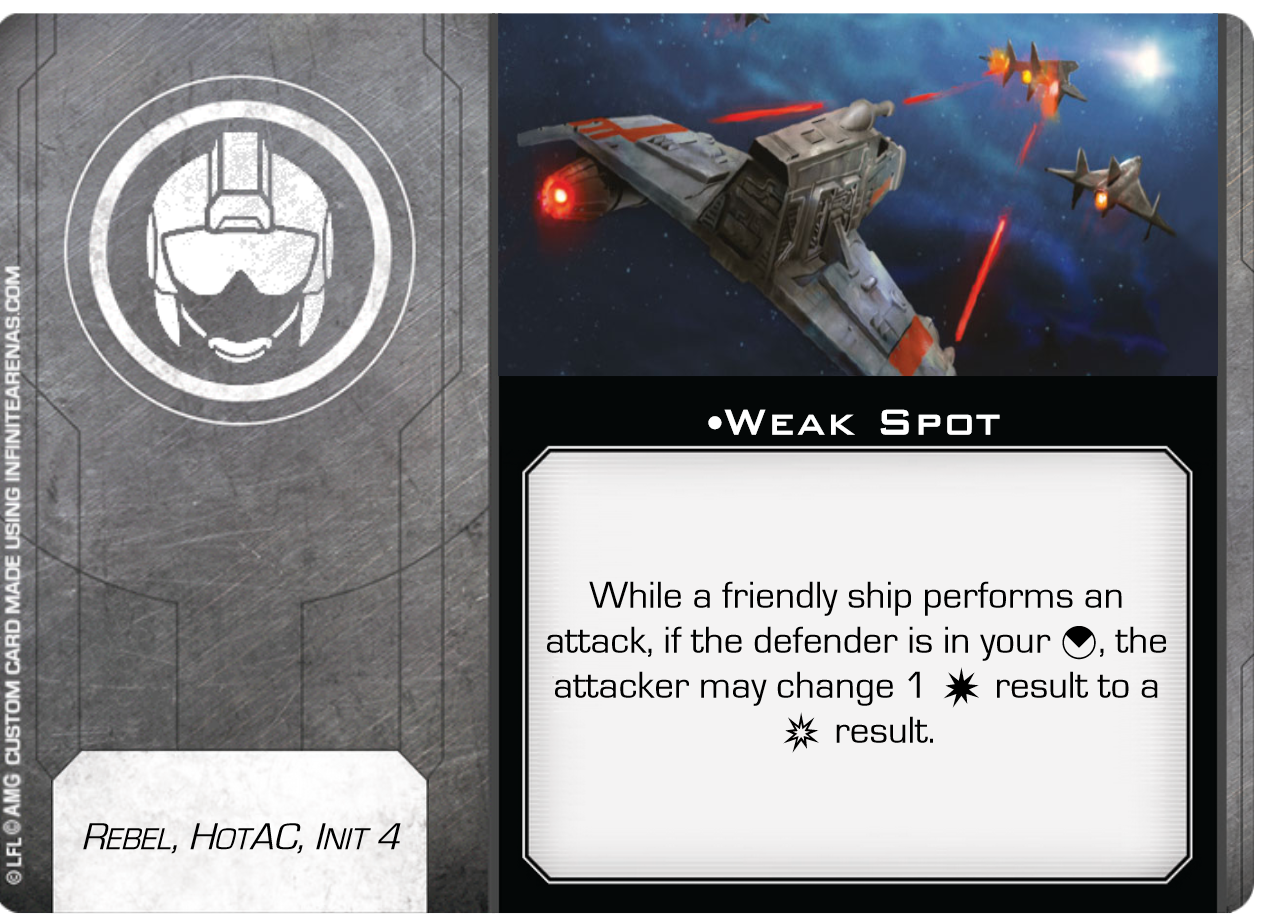 •Weak Spot
While a friendly ship performs an
attack, if the defender is in your , the
attacker may change 1 result to a
result.
Rebel, HotAC, Init 4
©LFL ©AMG CUSTOM CARD MADE USING INFINITEARENAS.COM